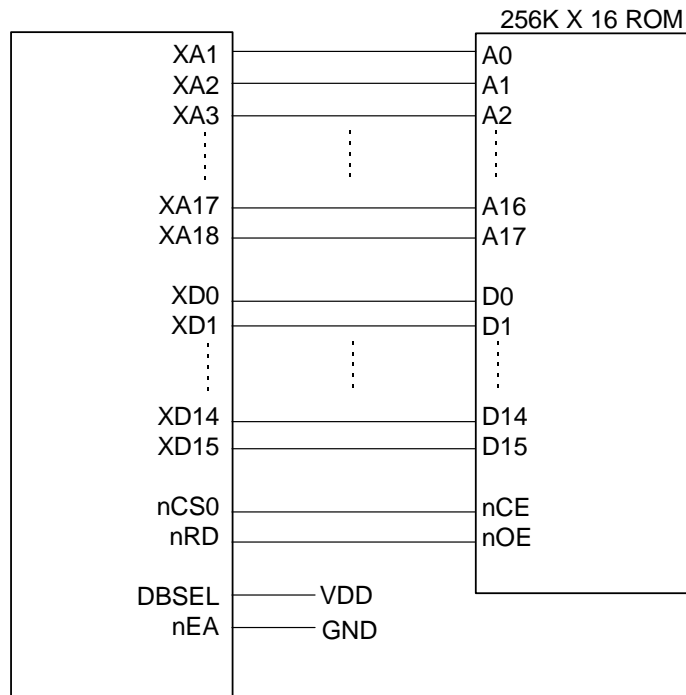 256K X 16 ROM
XA1 A0
XA2 A1
XA3 A2
XA17 A16
XA18 A17
XD0 D0
XD1 D1
XD14 D14
XD15 D15
nCS0 nCE
nRD nOE
DBSEL VDD
nEA GND